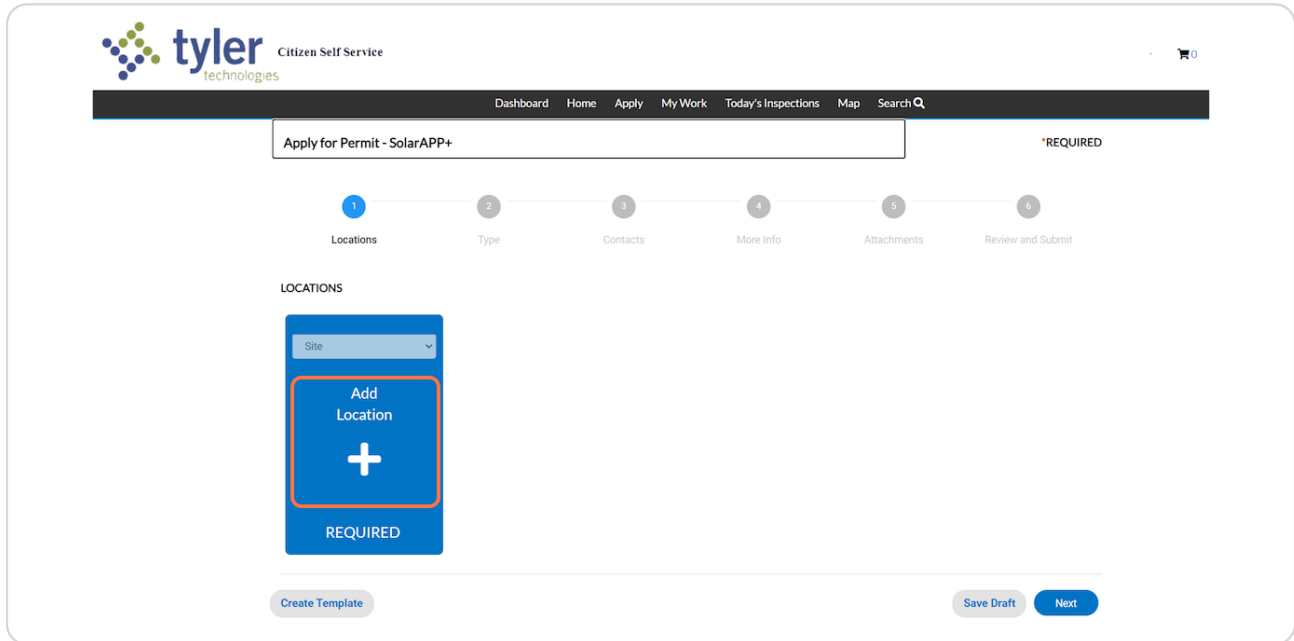 tyler
technologies
Citizen Self Service
0
Dashboard Home Apply My Work Today's Inspections Map Search
Apply for Permit - SolarAPP+
*REQUIRED
1 2 3 4 5 6
Locations Type Contacts More Info Attachments Review and Submit
LOCATIONS
Site
Add
Location
REQUIRED
Create Template
Save Draft
Next